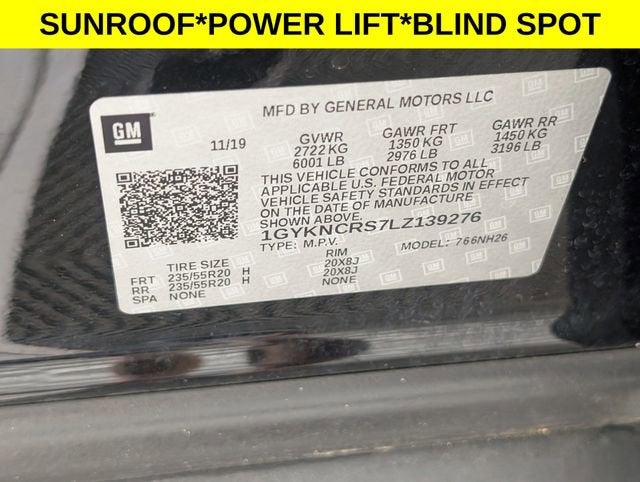 SUNROOF*POWER LIFT*BLIND SPOT
GM
MFD BY GENERAL MOTORS LLC
11/19 GVWR GAWR FRT GAWR RR
2722 KG 1350 KG 1450 KG
6001 LB 2976 LB 3196 LB
THIS VEHICLE CONFORMS TO ALL
APPLICABLE U.S. FEDERAL MOTOR
VEHICLE SAFETY STANDARDS IN EFFECT
ON THE DATE OF MANUFACTURE
SHOWN ABOVE.
1GYKNCRS7LZ139276
TYPE: M.P.V. MODEL: 766NH26
TIRE SIZE RIM
FRT 235/55R20 H 20X8J
RR 235/55R20 H 20X8J
SPA NONE NONE